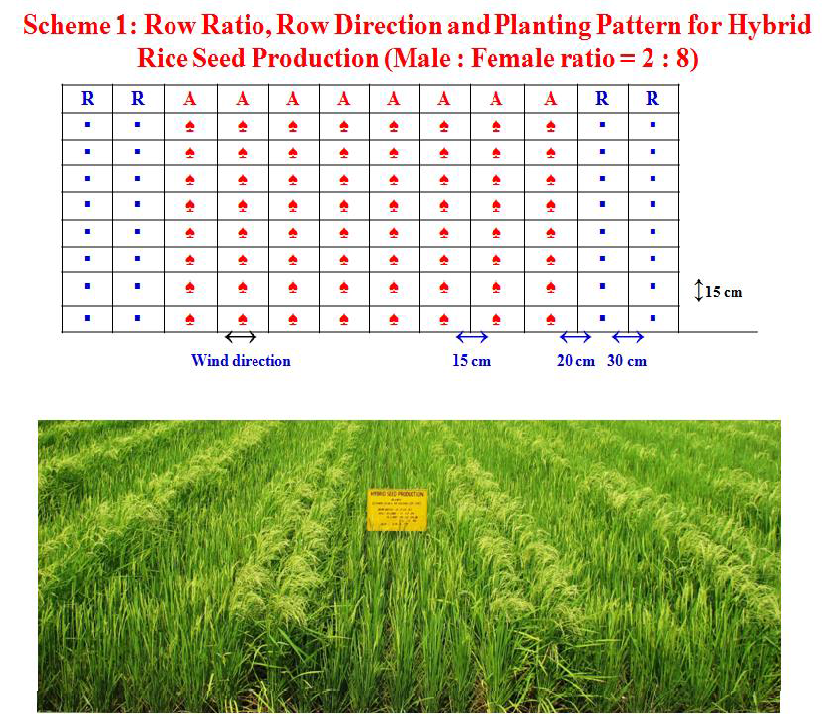 Scheme 1: Row Ratio, Row Direction and Planting Pattern for Hybrid
Rice Seed Production (Male : Female ratio = 2 : 8)
R R A A A A A A A A R R
15 cm
Wind direction 15 cm 20 cm 30 cm
HYBRID SEED PRODUCTION